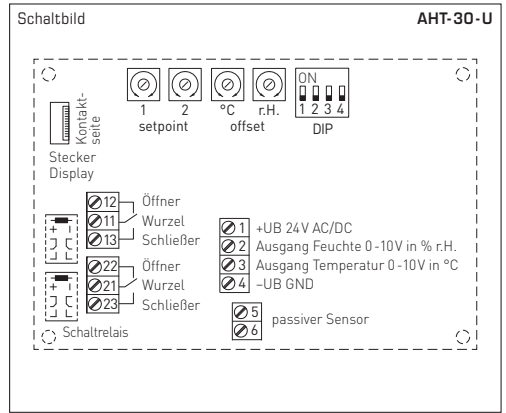 Schaltbild AHT-30-U
ON
1 2 3 4
DIP
1 2 °C r.H.
setpoint offset
Kontakt-
seite
Stecker
Display
12 Öffner
11 Wurzel
13 Schließer
+ -
22 Öffner
21 Wurzel
23 Schließer
+ -
Schaltrelais
1 +UB 24V AC/DC
2 Ausgang Feuchte 0-10V in % r.H.
3 Ausgang Temperatur 0-10V in °C
4 –UB GND
5
6
passiver Sensor